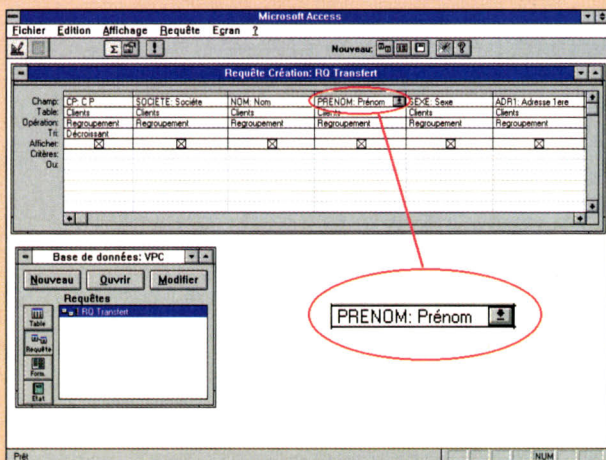 Microsoft Access
Fichier Edition Affichage Requête Egran ?
Nouveau:
Requête Création: RQ Transfert
Champ: CP: C.P SOCIETE: Sociéte NOM: Nom PRENOM: Prénom SEXE: Sexe ADR1: Adresse 1ere
Table: Clients Clients Clients Clients Clients Clients
Opération: Regroupement Regroupement Regroupement Regroupement Regroupement Regroupement
Tri: Décroissant
Afficher:
Critères:
Ou:
Base de données: VPC
Nouveau Ouvrir Modifier
Requêtes
Table
Requête
Form.
Etat
RQ Transfert
PRENOM: Prénom
Prêt NUM